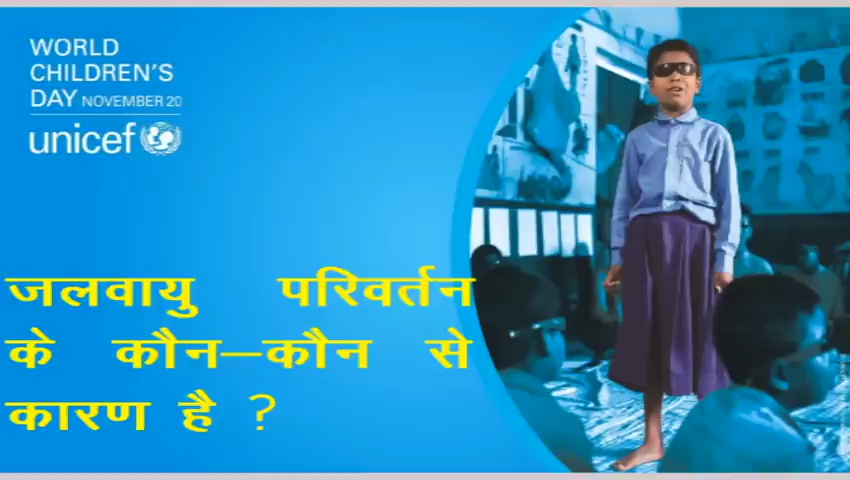 WORLD
CHILDREN'S
DAY NOVEMBER 20
unicef
जलवायु परिवर्तन
के कौन–कौन से
कारण है ?